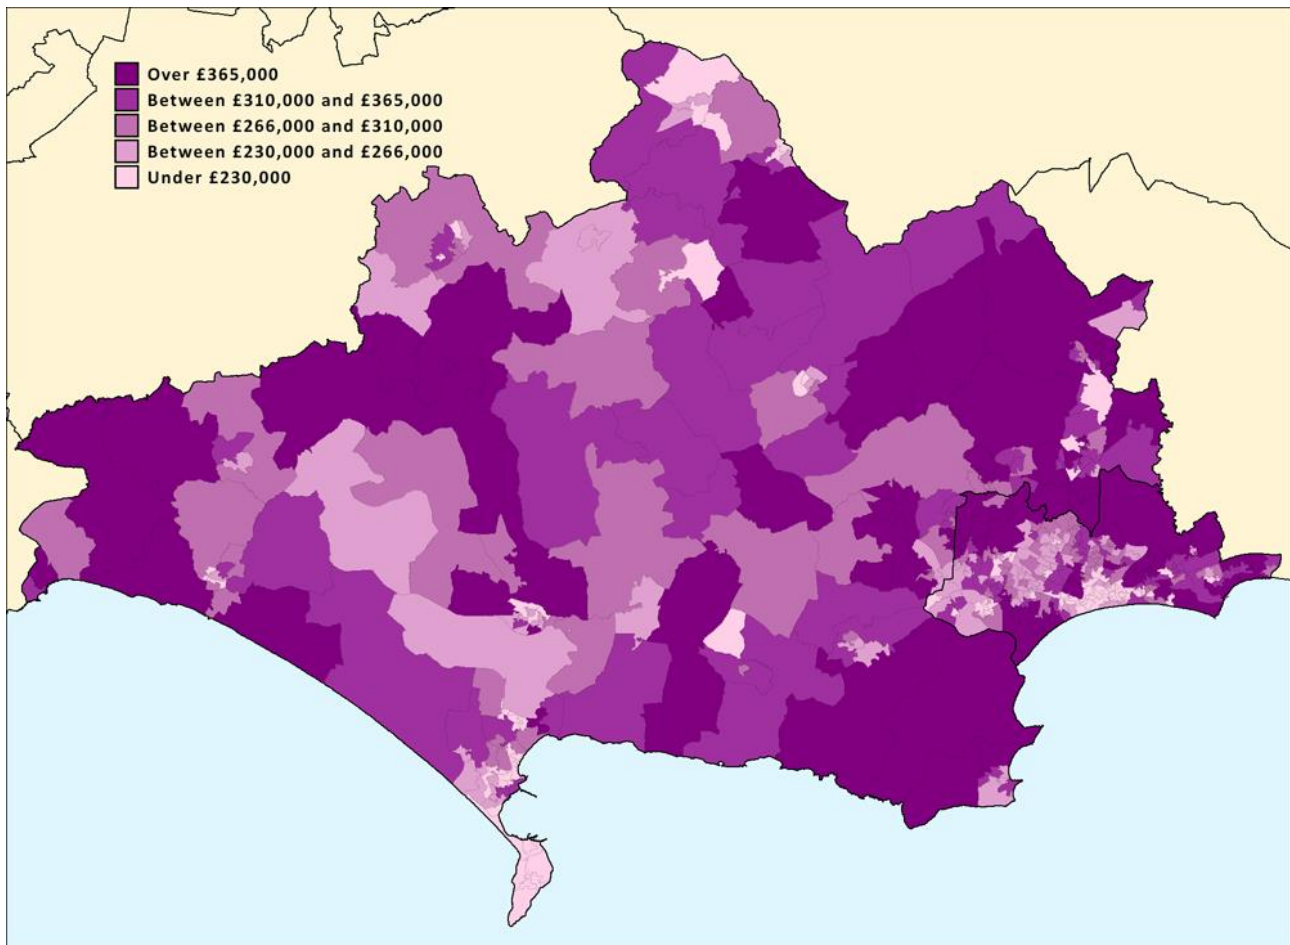 Over £365,000
Between £310,000 and £365,000
Between £266,000 and £310,000
Between £230,000 and £266,000
Under £230,000